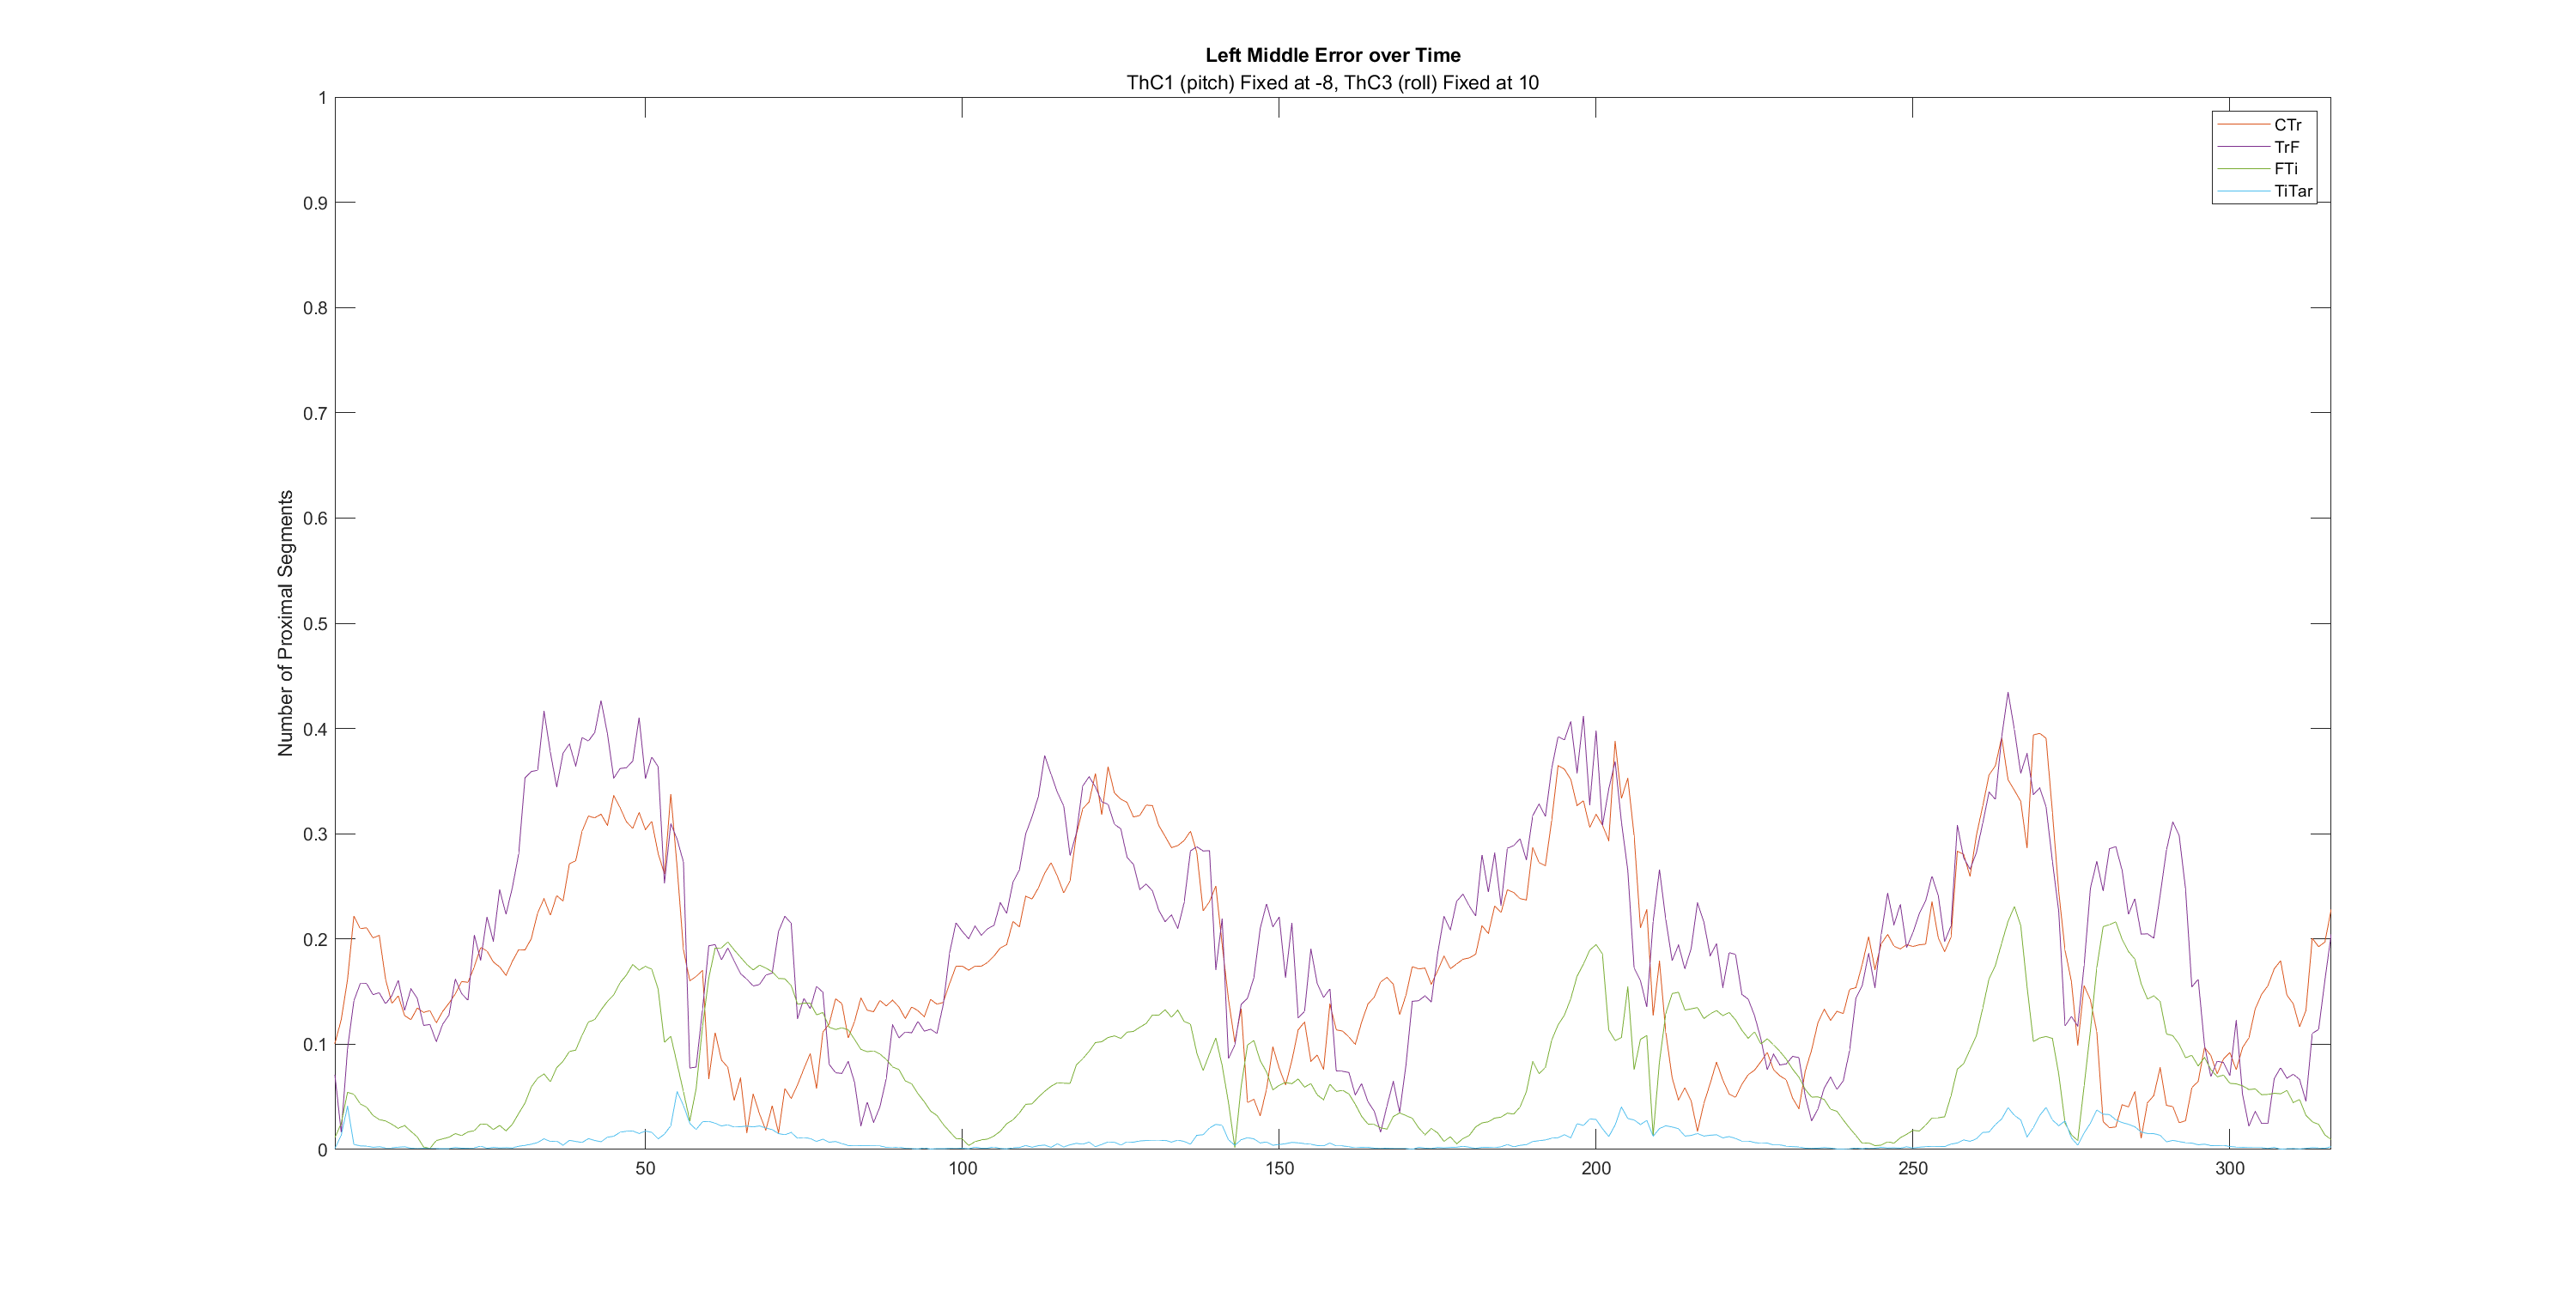 Left Middle Error over Time
ThC1 (pitch) Fixed at -8, ThC3 (roll) Fixed at 10
1
0.9
0.8
0.7
0.6
0.5
0.4
0.3
0.2
0.1
0
Number of Proximal Segments
CTr
TrF
FTi
TiTar
50
100
150
200
250
300